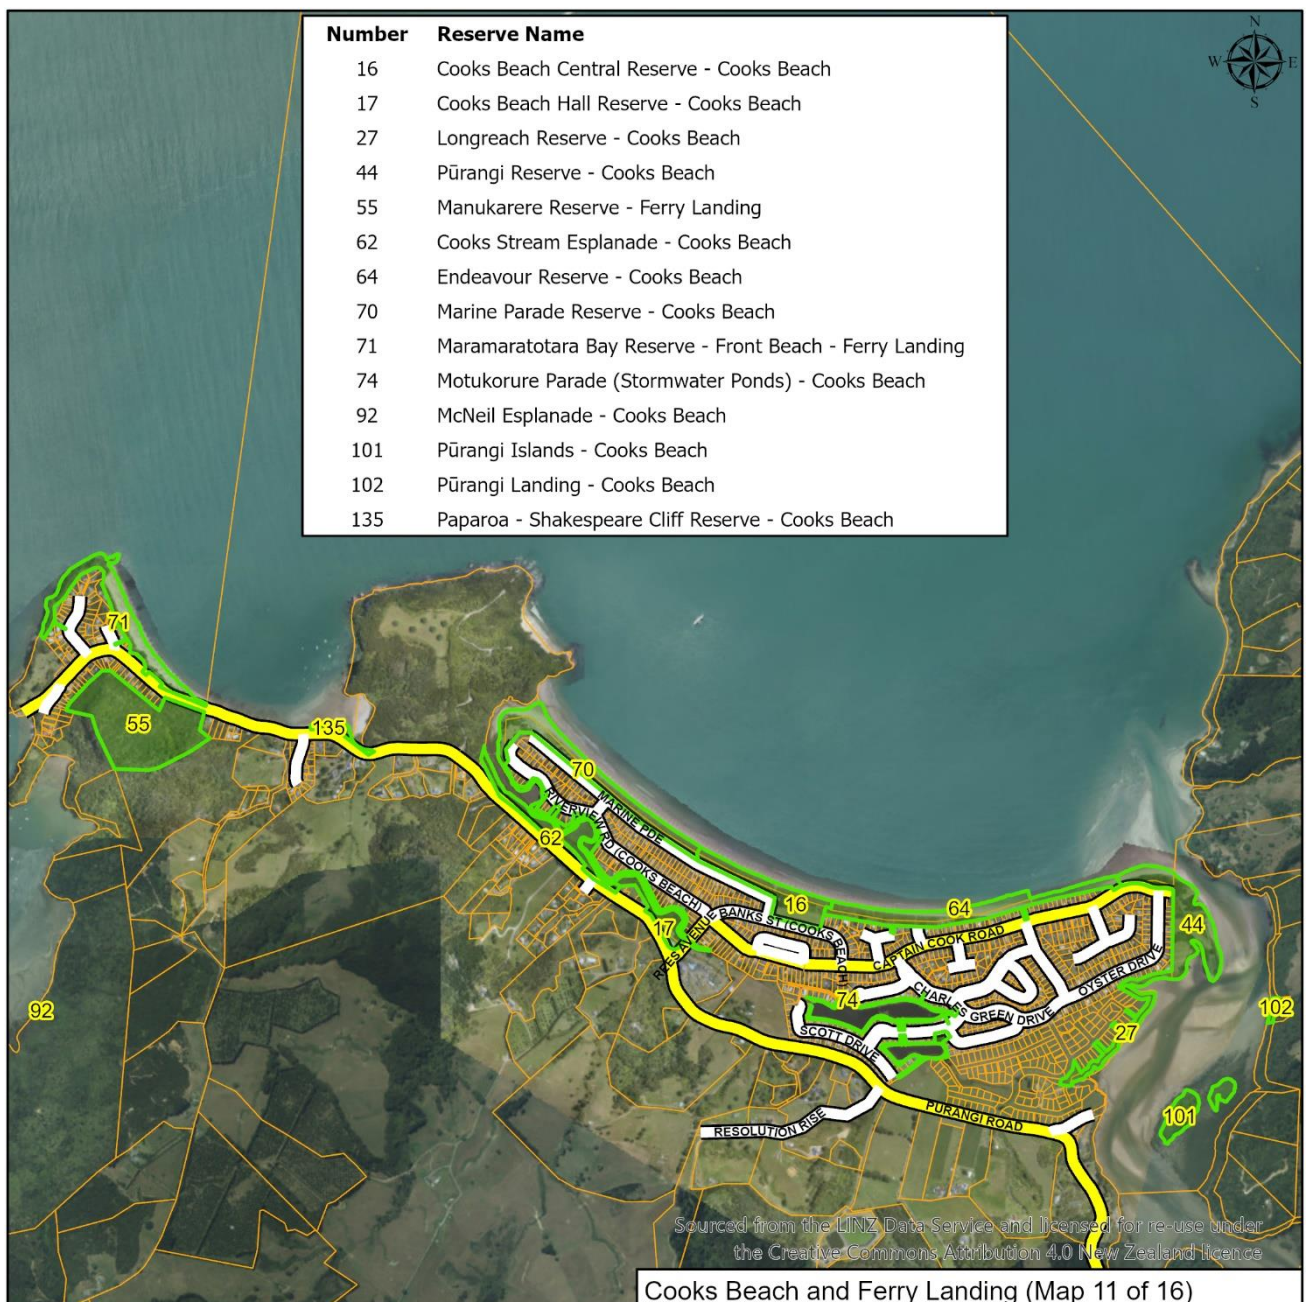 Number Reserve Name
16 Cooks Beach Central Reserve - Cooks Beach
17 Cooks Beach Hall Reserve - Cooks Beach
27 Longreach Reserve - Cooks Beach
44 Pūrangi Reserve - Cooks Beach
55 Manukarere Reserve - Ferry Landing
62 Cooks Stream Esplanade - Cooks Beach
64 Endeavour Reserve - Cooks Beach
70 Marine Parade Reserve - Cooks Beach
71 Maramaratotara Bay Reserve - Front Beach - Ferry Landing
74 Motukorure Parade (Stormwater Ponds) - Cooks Beach
92 McNeil Esplanade - Cooks Beach
101 Pūrangi Islands - Cooks Beach
102 Pūrangi Landing - Cooks Beach
135 Paparoa - Shakespeare Cliff Reserve - Cooks Beach
N
W E
S
71
55
135
70
MARINE PDE
RIVERVIEW RD (COOKS BEACH)
62
16
64
17
REES AVENUE
BANKS ST (COOKS BEACH)
CAPTAIN COOK ROAD
44
OYSTER DRIVE
74
CHARLES GREEN DRIVE
SCOTT DRIVE
92
102
27
101
PURANGI ROAD
RESOLUTION RISE
Sourced from the LINZ Data Service and licensed for re-use under
the Creative Commons Attribution 4.0 New Zealand licence
Cooks Beach and Ferry Landing (Map 11 of 16)